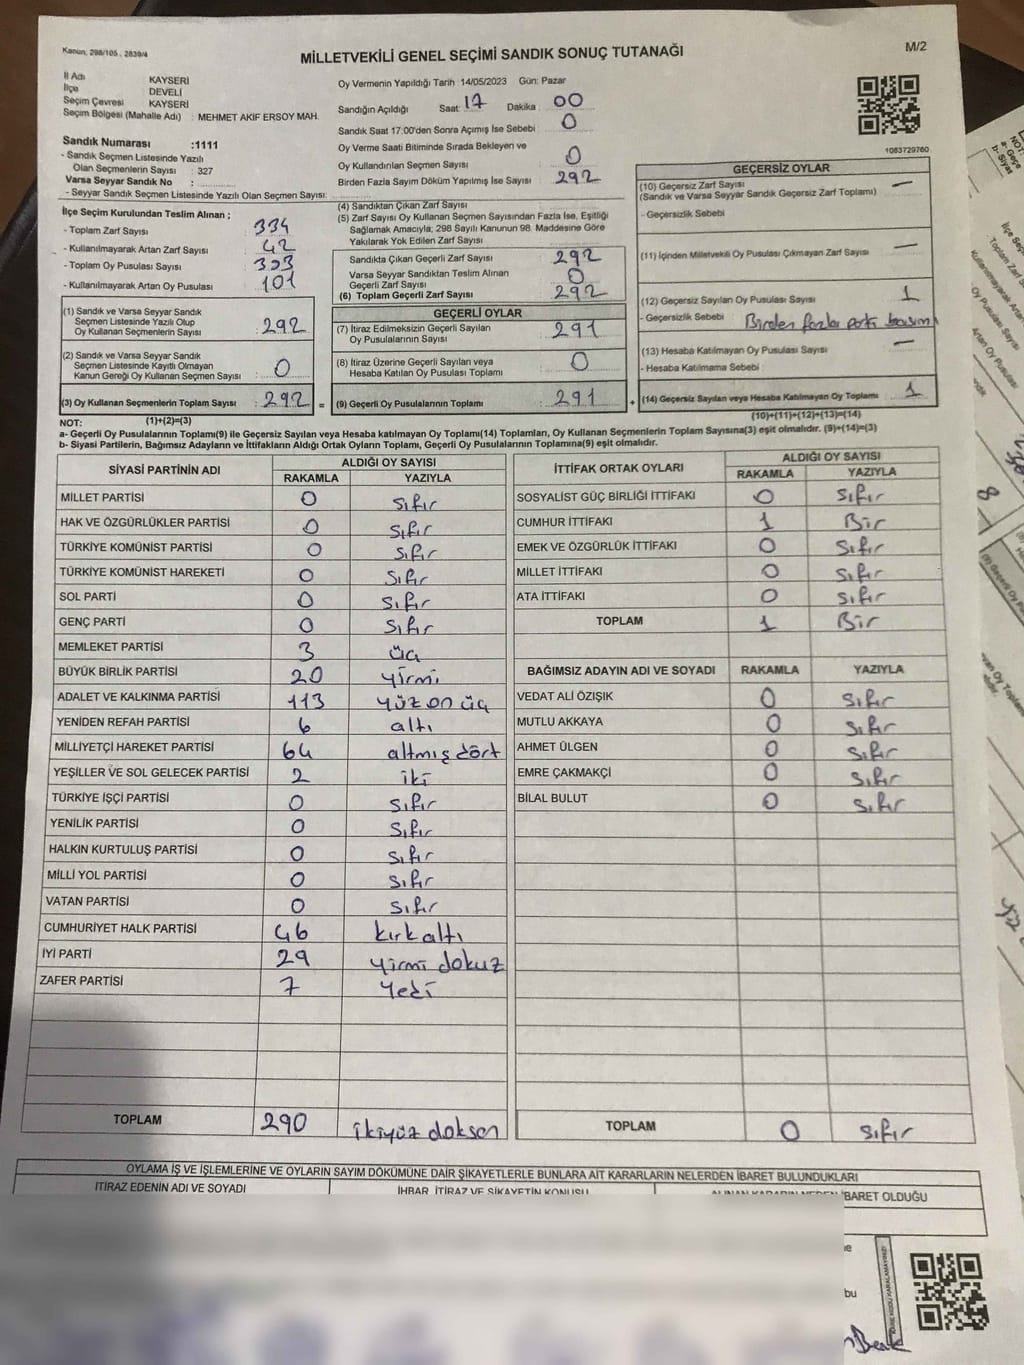 Kanun; 298/105 , 2839/4
MİLLETVEKİLİ GENEL SEÇİMİ SANDIK SONUÇ TUTANAĞI
M/2
İl Adı KAYSERİ
İlçe DEVELİ
Seçim Çevresi KAYSERİ
Seçim Bölgesi (Mahalle Adı) : MEHMET AKİF ERSOY MAH.
Sandık Numarası :1111
- Sandık Seçmen Listesinde Yazılı
Olan Seçmenlerin Sayısı : 327
Varsa Seyyar Sandık No :
- Seyyar Sandık Seçmen Listesinde Yazılı Olan Seçmen Sayısı:
Oy Vermenin Yapıldığı Tarih :14/05/2023 Gün: Pazar
Sandığın Açıldığı Saat: 17 Dakika : 00
Sandık Saat 17:00'den Sonra Açımış İse Sebebi : 0
Oy Verme Saati Bitiminde Sırada Bekleyen ve
Oy Kullandırılan Seçmen Sayısı : 0
Birden Fazla Sayım Döküm Yapılmış İse Sayısı : 292
1083729760
İlçe Seçim Kurulundan Teslim Alınan ;
- Toplam Zarf Sayısı : 334
- Kullanılmayarak Artan Zarf Sayısı : 42
- Toplam Oy Pusulası Sayısı : 393
- Kullanılmayarak Artan Oy Pusulası : 101
(1) Sandık ve Varsa Seyyar Sandık
Seçmen Listesinde Yazılı Olup
Oy Kullanan Seçmenlerin Sayısı : 292
(2) Sandık ve Varsa Seyyar Sandık
Seçmen Listesinde Kayıtlı Olmayan
Kanun Gereği Oy Kullanan Seçmen Sayısı : 0
(3) Oy Kullanan Seçmenlerin Toplam Sayısı : 292 =
(4) Sandıktan Çıkan Zarf Sayısı :
(5) Zarf Sayısı Oy Kullanan Seçmen Sayısından Fazla İse, Eşitliği
Sağlamak Amacıyla; 298 Sayılı Kanunun 98. Maddesine Göre
Yakılarak Yok Edilen Zarf Sayısı :
Sandıkta Çıkan Geçerli Zarf Sayısı : 292
Varsa Seyyar Sandıktan Teslim Alınan
Geçerli Zarf Sayısı : 0
(6) Toplam Geçerli Zarf Sayısı : 292
GEÇERLİ OYLAR
(7) İtiraz Edilmeksizin Geçerli Sayılan
Oy Pusulalarının Sayısı : 291
(8) İtiraz Üzerine Geçerli Sayılan veya
Hesaba Katılan Oy Pusulası Toplamı : 0
(9) Geçerli Oy Pusulalarının Toplamı : 291 +
GEÇERSİZ OYLAR
(10) Geçersiz Zarf Sayısı : —
(Sandık ve Varsa Seyyar Sandık Geçersiz Zarf Toplamı)
- Geçersizlik Sebebi :
(11) İçinden Milletvekili Oy Pusulası Çıkmayan Zarf Sayısı : —
(12) Geçersiz Sayılan Oy Pusulası Sayısı : 1
- Geçersizlik Sebebi : Birden fazla parti basımı
(13) Hesaba Katılmayan Oy Pusulası Sayısı : —
- Hesaba Katılmama Sebebi :
(14) Geçersiz Sayılan veya Hesaba Katılmayan Oy Toplamı : 1
NOT: (1)+(2)=(3) (10)+(11)+(12)+(13)=(14)
a- Geçerli Oy Pusulalarının Toplamı(9) ile Geçersiz Sayılan veya Hesaba katılmayan Oy Toplamı(14) Toplamları, Oy Kullanan Seçmenlerin Toplam Sayısına(3) eşit olmalıdır. (9)+(14)=(3)
b- Siyasi Partilerin, Bağımsız Adayların ve İttifakların Aldığı Ortak Oyların Toplamı, Geçerli Oy Pusulalarının Toplamına(9) eşit olmalıdır.
SİYASİ PARTİNİN ADI ALDIĞI OY SAYISI
RAKAMLA YAZIYLA
MİLLET PARTİSİ 0 sıfır
HAK VE ÖZGÜRLÜKLER PARTİSİ 0 sıfır
TÜRKİYE KOMÜNİST PARTİSİ 0 sıfır
TÜRKİYE KOMÜNİST HAREKETİ 0 sıfır
SOL PARTİ 0 sıfır
GENÇ PARTİ 0 sıfır
MEMLEKET PARTİSİ 3 üç
BÜYÜK BİRLİK PARTİSİ 20 yirmi
ADALET VE KALKINMA PARTİSİ 113 yüz on üç
YENİDEN REFAH PARTİSİ 6 altı
MİLLİYETÇİ HAREKET PARTİSİ 64 altmış dört
YEŞİLLER VE SOL GELECEK PARTİSİ 2 iki
TÜRKİYE İŞÇİ PARTİSİ 0 sıfır
YENİLİK PARTİSİ 0 sıfır
HALKIN KURTULUŞ PARTİSİ 0 sıfır
MİLLİ YOL PARTİSİ 0 sıfır
VATAN PARTİSİ 0 sıfır
CUMHURİYET HALK PARTİSİ 46 kırk altı
İYİ PARTİ 29 yirmi dokuz
ZAFER PARTİSİ 7 yedi
TOPLAM 290 ikiyüz doksan
İTTİFAK ORTAK OYLARI ALDIĞI OY SAYISI
RAKAMLA YAZIYLA
SOSYALİST GÜÇ BİRLİĞİ İTTİFAKI 0 sıfır
CUMHUR İTTİFAKI 1 Bir
EMEK VE ÖZGÜRLÜK İTTİFAKI 0 sıfır
MİLLET İTTİFAKI 0 sıfır
ATA İTTİFAKI 0 sıfır
TOPLAM 1 Bir
BAĞIMSIZ ADAYIN ADI VE SOYADI RAKAMLA YAZIYLA
VEDAT ALİ ÖZIŞIK 0 sıfır
MUTLU AKKAYA 0 sıfır
AHMET ÜLGEN 0 sıfır
EMRE ÇAKMAKÇİ 0 sıfır
BİLAL BULUT 0 sıfır
TOPLAM 0 sıfır
OYLAMA İŞ VE İŞLEMLERİNE VE OYLARIN SAYIM DÖKÜMÜNE DAİR ŞİKAYETLERLE BUNLARA AİT KARARLARIN NELERDEN İBARET BULUNDUKLARI
İTİRAZ EDENİN ADI VE SOYADI İHBAR, İTİRAZ VE ŞİKAYETİN KONUSU ALINAN KARARIN NEDEN İBARET OLDUĞU
bu